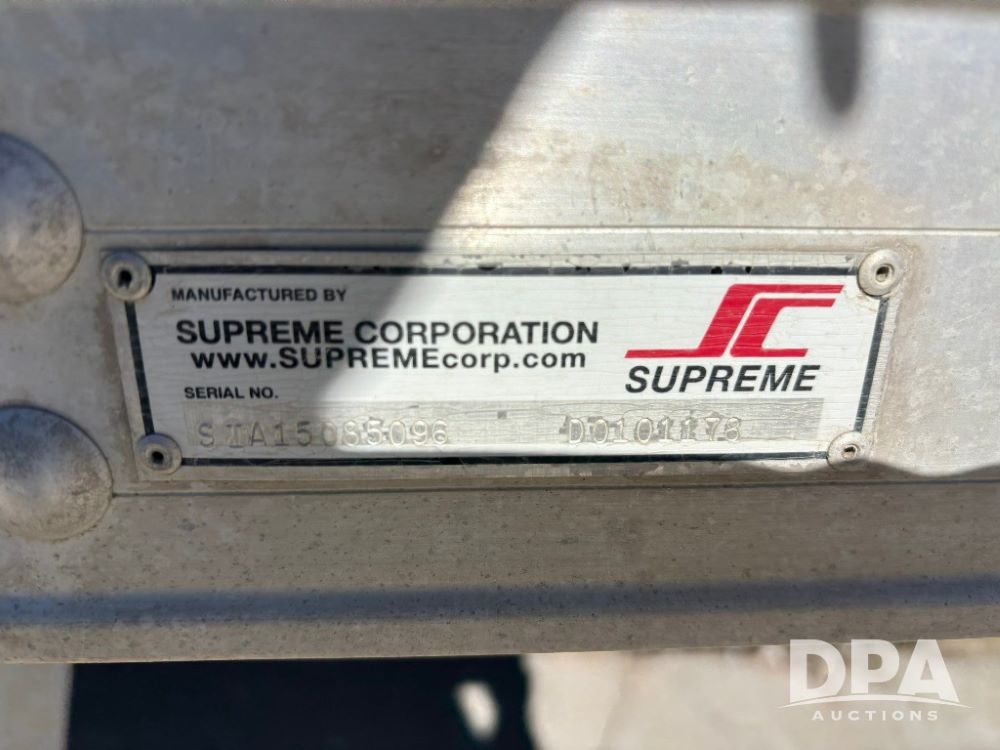 MANUFACTURED BY
SUPREME CORPORATION
www.SUPREMEcorp.com
SC
SUPREME
SERIAL NO.
STA15085096 D0101178
DPA
AUCTIONS